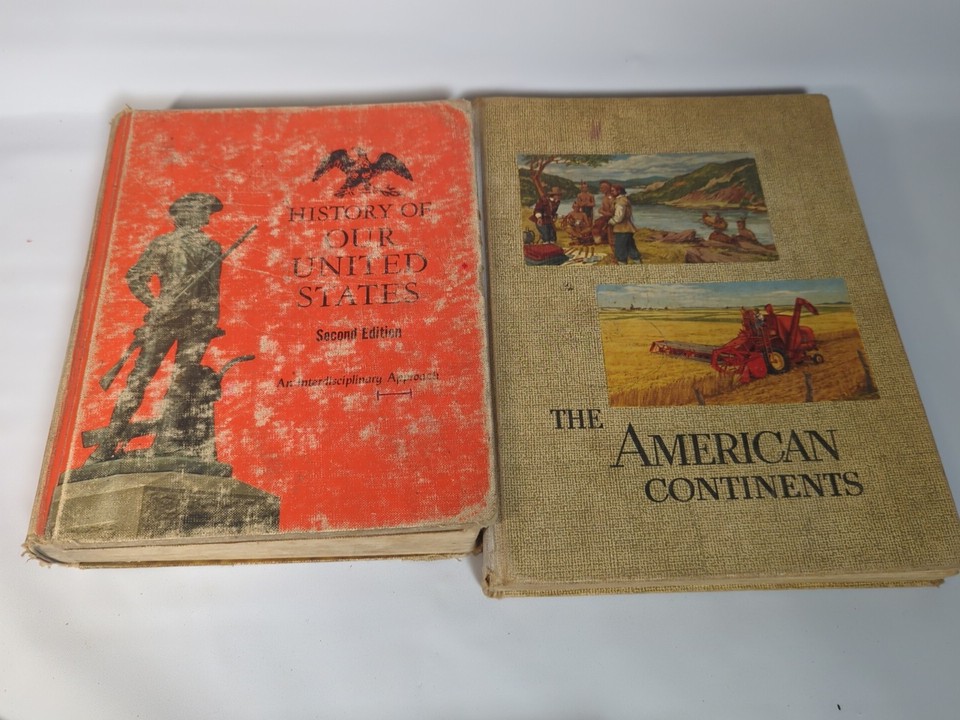 HISTORY OF
OUR
UNITED
STATES
Second Edition
An Interdisciplinary Approach
THE
AMERICAN
CONTINENTS